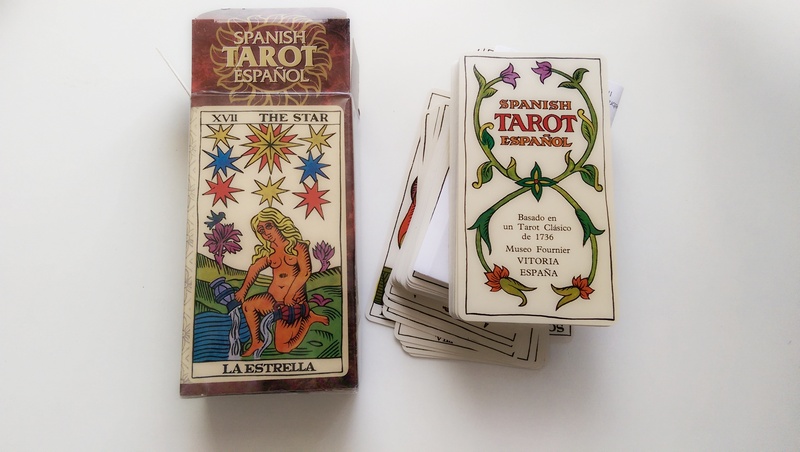 SPANISH
TAROT
ESPAÑOL
XVII THE STAR
LA ESTRELLA
SPANISH
TAROT
ESPAÑOL
Basado en
un Tarot Clásico
de 1736
Museo Fournier
VITORIA
ESPAÑA